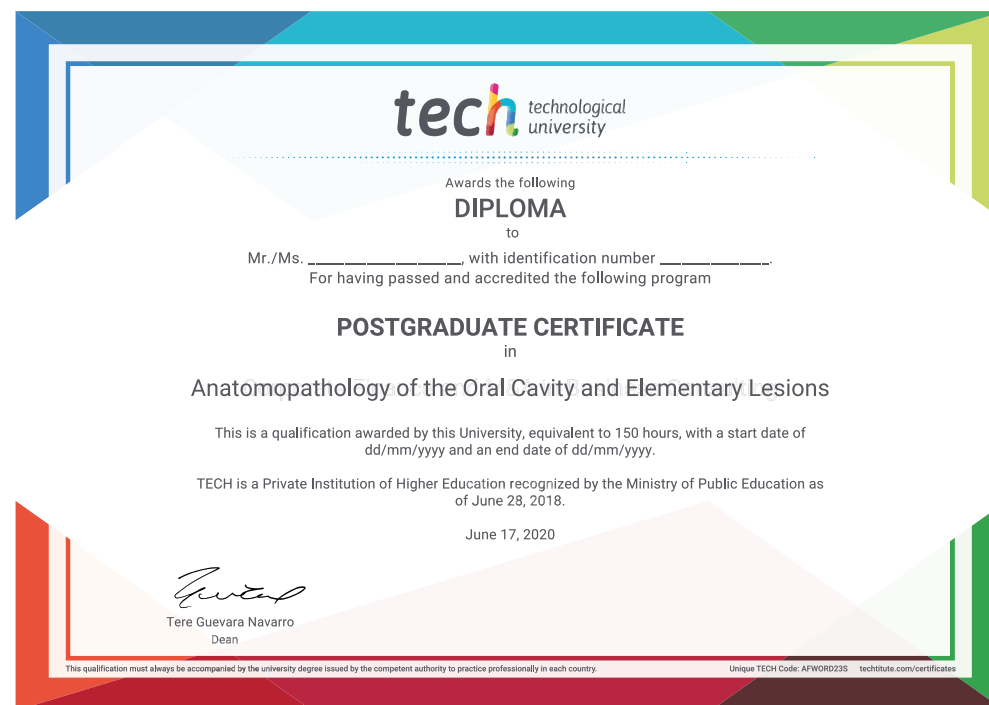 tech technological
university
Awards the following
DIPLOMA
to
Mr./Ms. ____________________, with identification number ______________.
For having passed and accredited the following program
POSTGRADUATE CERTIFICATE
in
Anatomopathology of the Oral Cavity and Elementary Lesions
This is a qualification awarded by this University, equivalent to 150 hours, with a start date of
dd/mm/yyyy and an end date of dd/mm/yyyy.
TECH is a Private Institution of Higher Education recognized by the Ministry of Public Education as
of June 28, 2018.
June 17, 2020
Tere Guevara Navarro
Dean
This qualification must always be accompanied by the university degree issued by the competent authority to practice professionally in each country.
Unique TECH Code: AFWORD23S techtitute.com/certificates